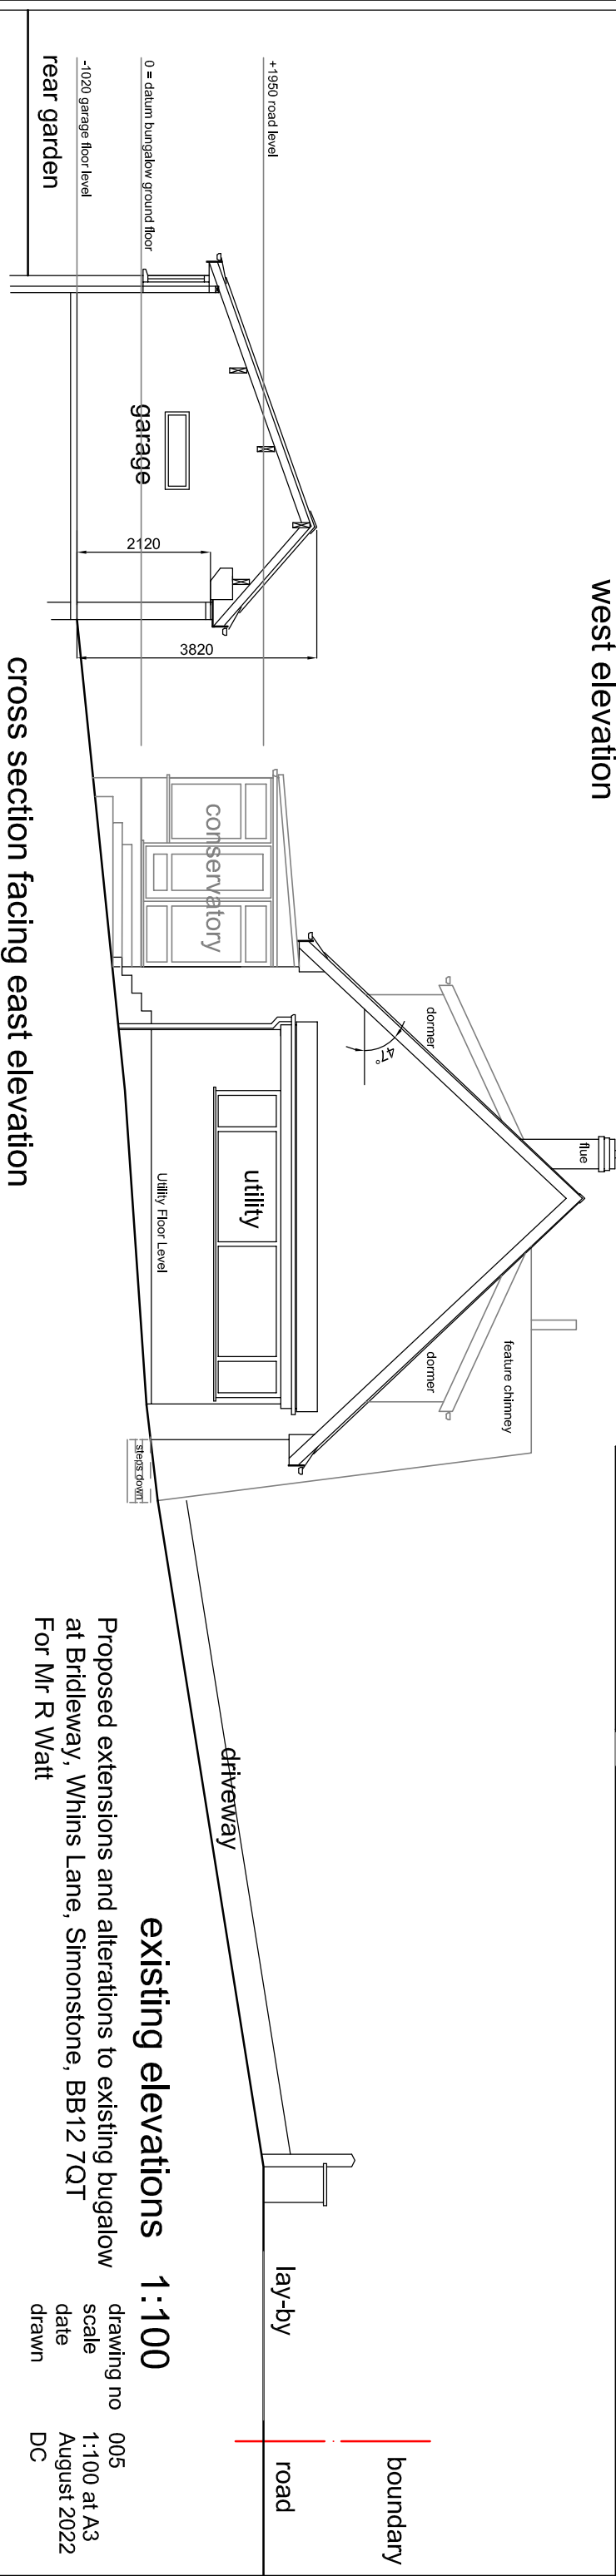 west elevation
+1950 road level
0 = datum bungalow ground floor
-1020 garage floor level
rear garden
garage
2120
3820
conservatory
dormer
47°
flue
utility
Utility Floor Level
dormer
feature chimney
steps down
driveway
lay-by
road
boundary
cross section facing east elevation
existing elevations 1:100
Proposed extensions and alterations to existing bugalow
at Bridleway, Whins Lane, Simonstone, BB12 7QT
For Mr R Watt
drawing no 005
scale 1:100 at A3
date August 2022
drawn DC